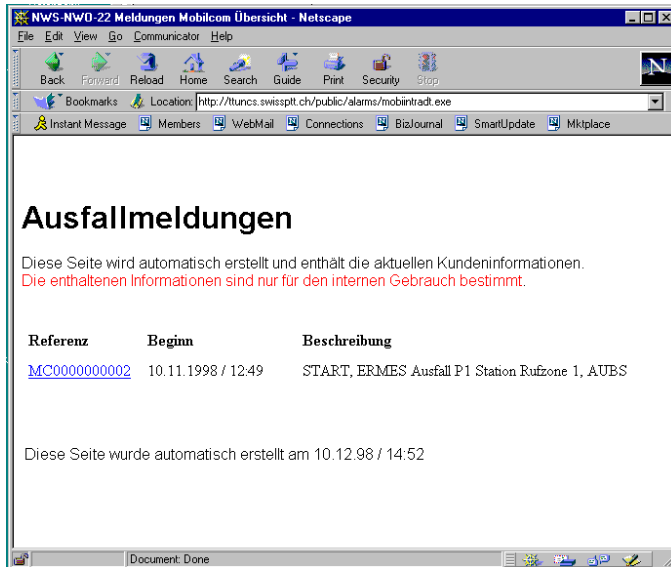 NWS-NWO-22 Meldungen Mobilcom Übersicht - Netscape
File Edit View Go Communicator Help
Back Forward Reload Home Search Guide Print Security Stop
N
Bookmarks Location: http://ttuncs.swissptt.ch/public/alarms/mobiintradt.exe
Instant Message Members WebMail Connections BizJournal SmartUpdate Mktplace
Ausfallmeldungen
Diese Seite wird automatisch erstellt und enthält die aktuellen Kundeninformationen.
Die enthaltenen Informationen sind nur für den internen Gebrauch bestimmt.
Referenz Beginn Beschreibung
MC0000000002 10.11.1998 / 12:49 START, ERMES Ausfall P1 Station Rufzone 1, AUBS
Diese Seite wurde automatisch erstellt am 10.12.98 / 14:52
Document: Done